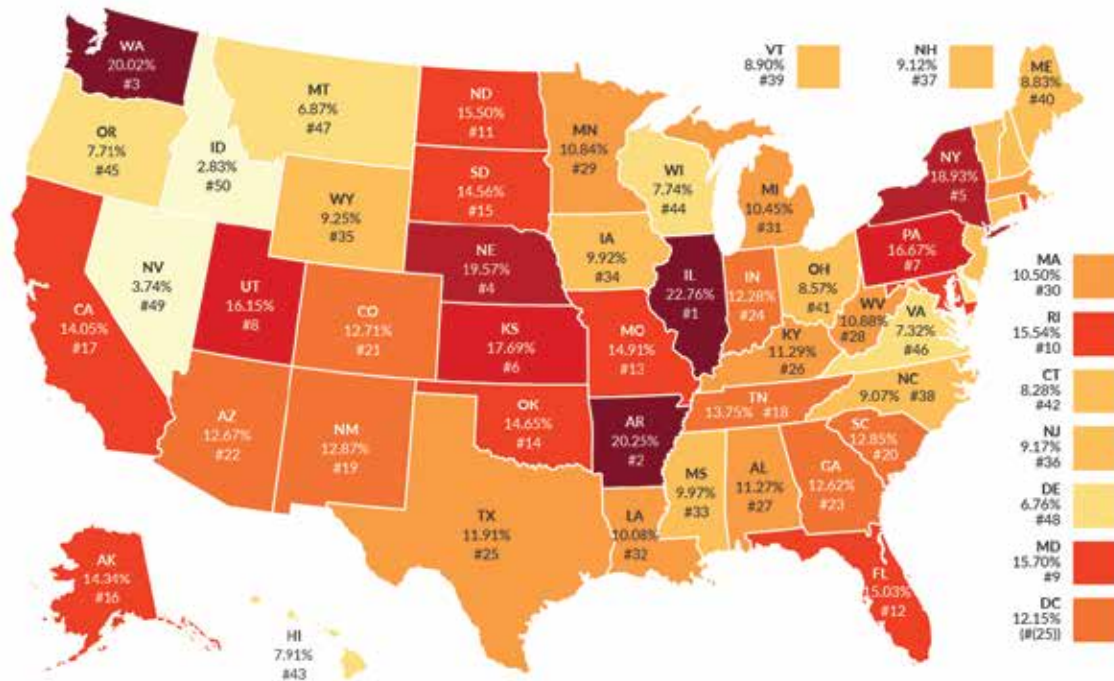 WA
20.02%
#3
MT
6.87%
#47
ND
15.50%
#11
MN
10.84%
#29
VT
8.90%
#39
NH
9.12%
#37
ME
8.83%
#40
OR
7.71%
#45
ID
2.83%
#50
WY
9.25%
#35
SD
14.56%
#15
WI
7.74%
#44
MI
10.45%
#31
NY
18.93%
#5
CA
14.05%
#17
NV
3.74%
#49
UT
16.15%
#8
CO
12.71%
#21
NE
19.57%
#4
IA
9.92%
#34
IL
22.76%
#1
IN
12.28%
#24
OH
8.57%
#41
PA
16.67%
#7
KS
17.69%
#6
MO
14.91%
#13
KY
11.29%
#26
WV
10.88%
#28
VA
7.32%
#46
MA
10.50%
#30
RI
15.54%
#10
CT
8.28%
#42
NJ
9.17%
#36
DE
6.76%
#48
MD
15.70%
#9
DC
12.15%
(#(25))
AZ
12.67%
#22
NM
12.87%
#19
OK
14.65%
#14
AR
20.25%
#2
TN
13.75% #18
NC
9.07% #38
SC
12.85%
#20
TX
11.91%
#25
LA
10.08%
#32
MS
9.97%
#33
AL
11.27%
#27
GA
12.62%
#23
FL
15.03%
#12
AK
14.34%
#16
HI
7.91%
#43